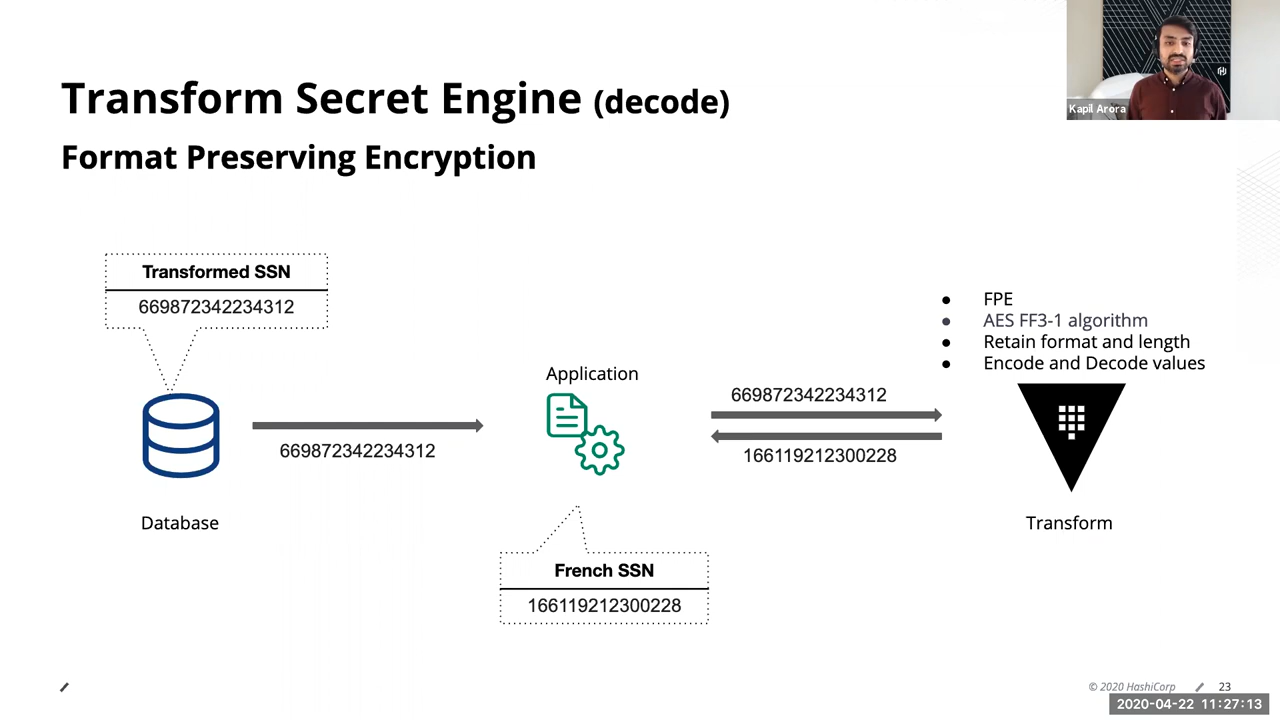 Kapil Arora
Transform Secret Engine (decode)
Format Preserving Encryption
Transformed SSN
669872342234312
● FPE
● AES FF3-1 algorithm
● Retain format and length
● Encode and Decode values
Application
669872342234312
669872342234312
166119212300228
Database
Transform
French SSN
166119212300228
© 2020 HashiCorp
23
2020-04-22 11:27:13